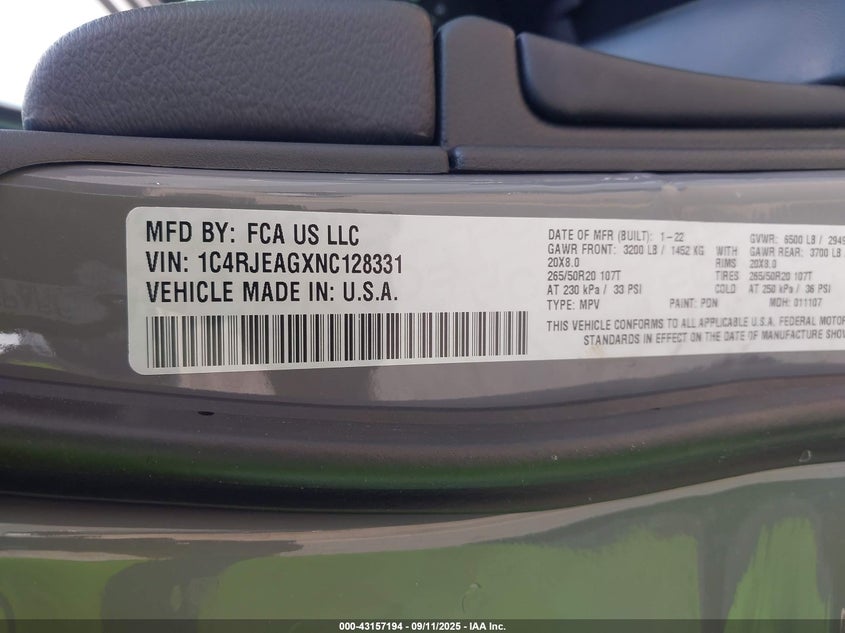 MFD BY: FCA US LLC
VIN: 1C4RJEAGXNC128331
VEHICLE MADE IN: U.S.A.
DATE OF MFR (BUILT): 1-22 GVWR: 6500 LB / 2949
GAWR FRONT: 3200 LB / 1452 KG WITH GAWR REAR: 3700 LB /
20X8.0 RIMS 20X8.0
265/50R20 107T TIRES 265/50R20 107T
AT 230 kPa / 33 PSI COLD AT 250 kPa / 36 PSI
TYPE: MPV PAINT: PDN MDH: 011107
THIS VEHICLE CONFORMS TO ALL APPLICABLE U.S.A. FEDERAL MOTOR
STANDARDS IN EFFECT ON THE DATE OF MANUFACTURE SHOW
000-43157194 - 09/11/2025 - IAA Inc.